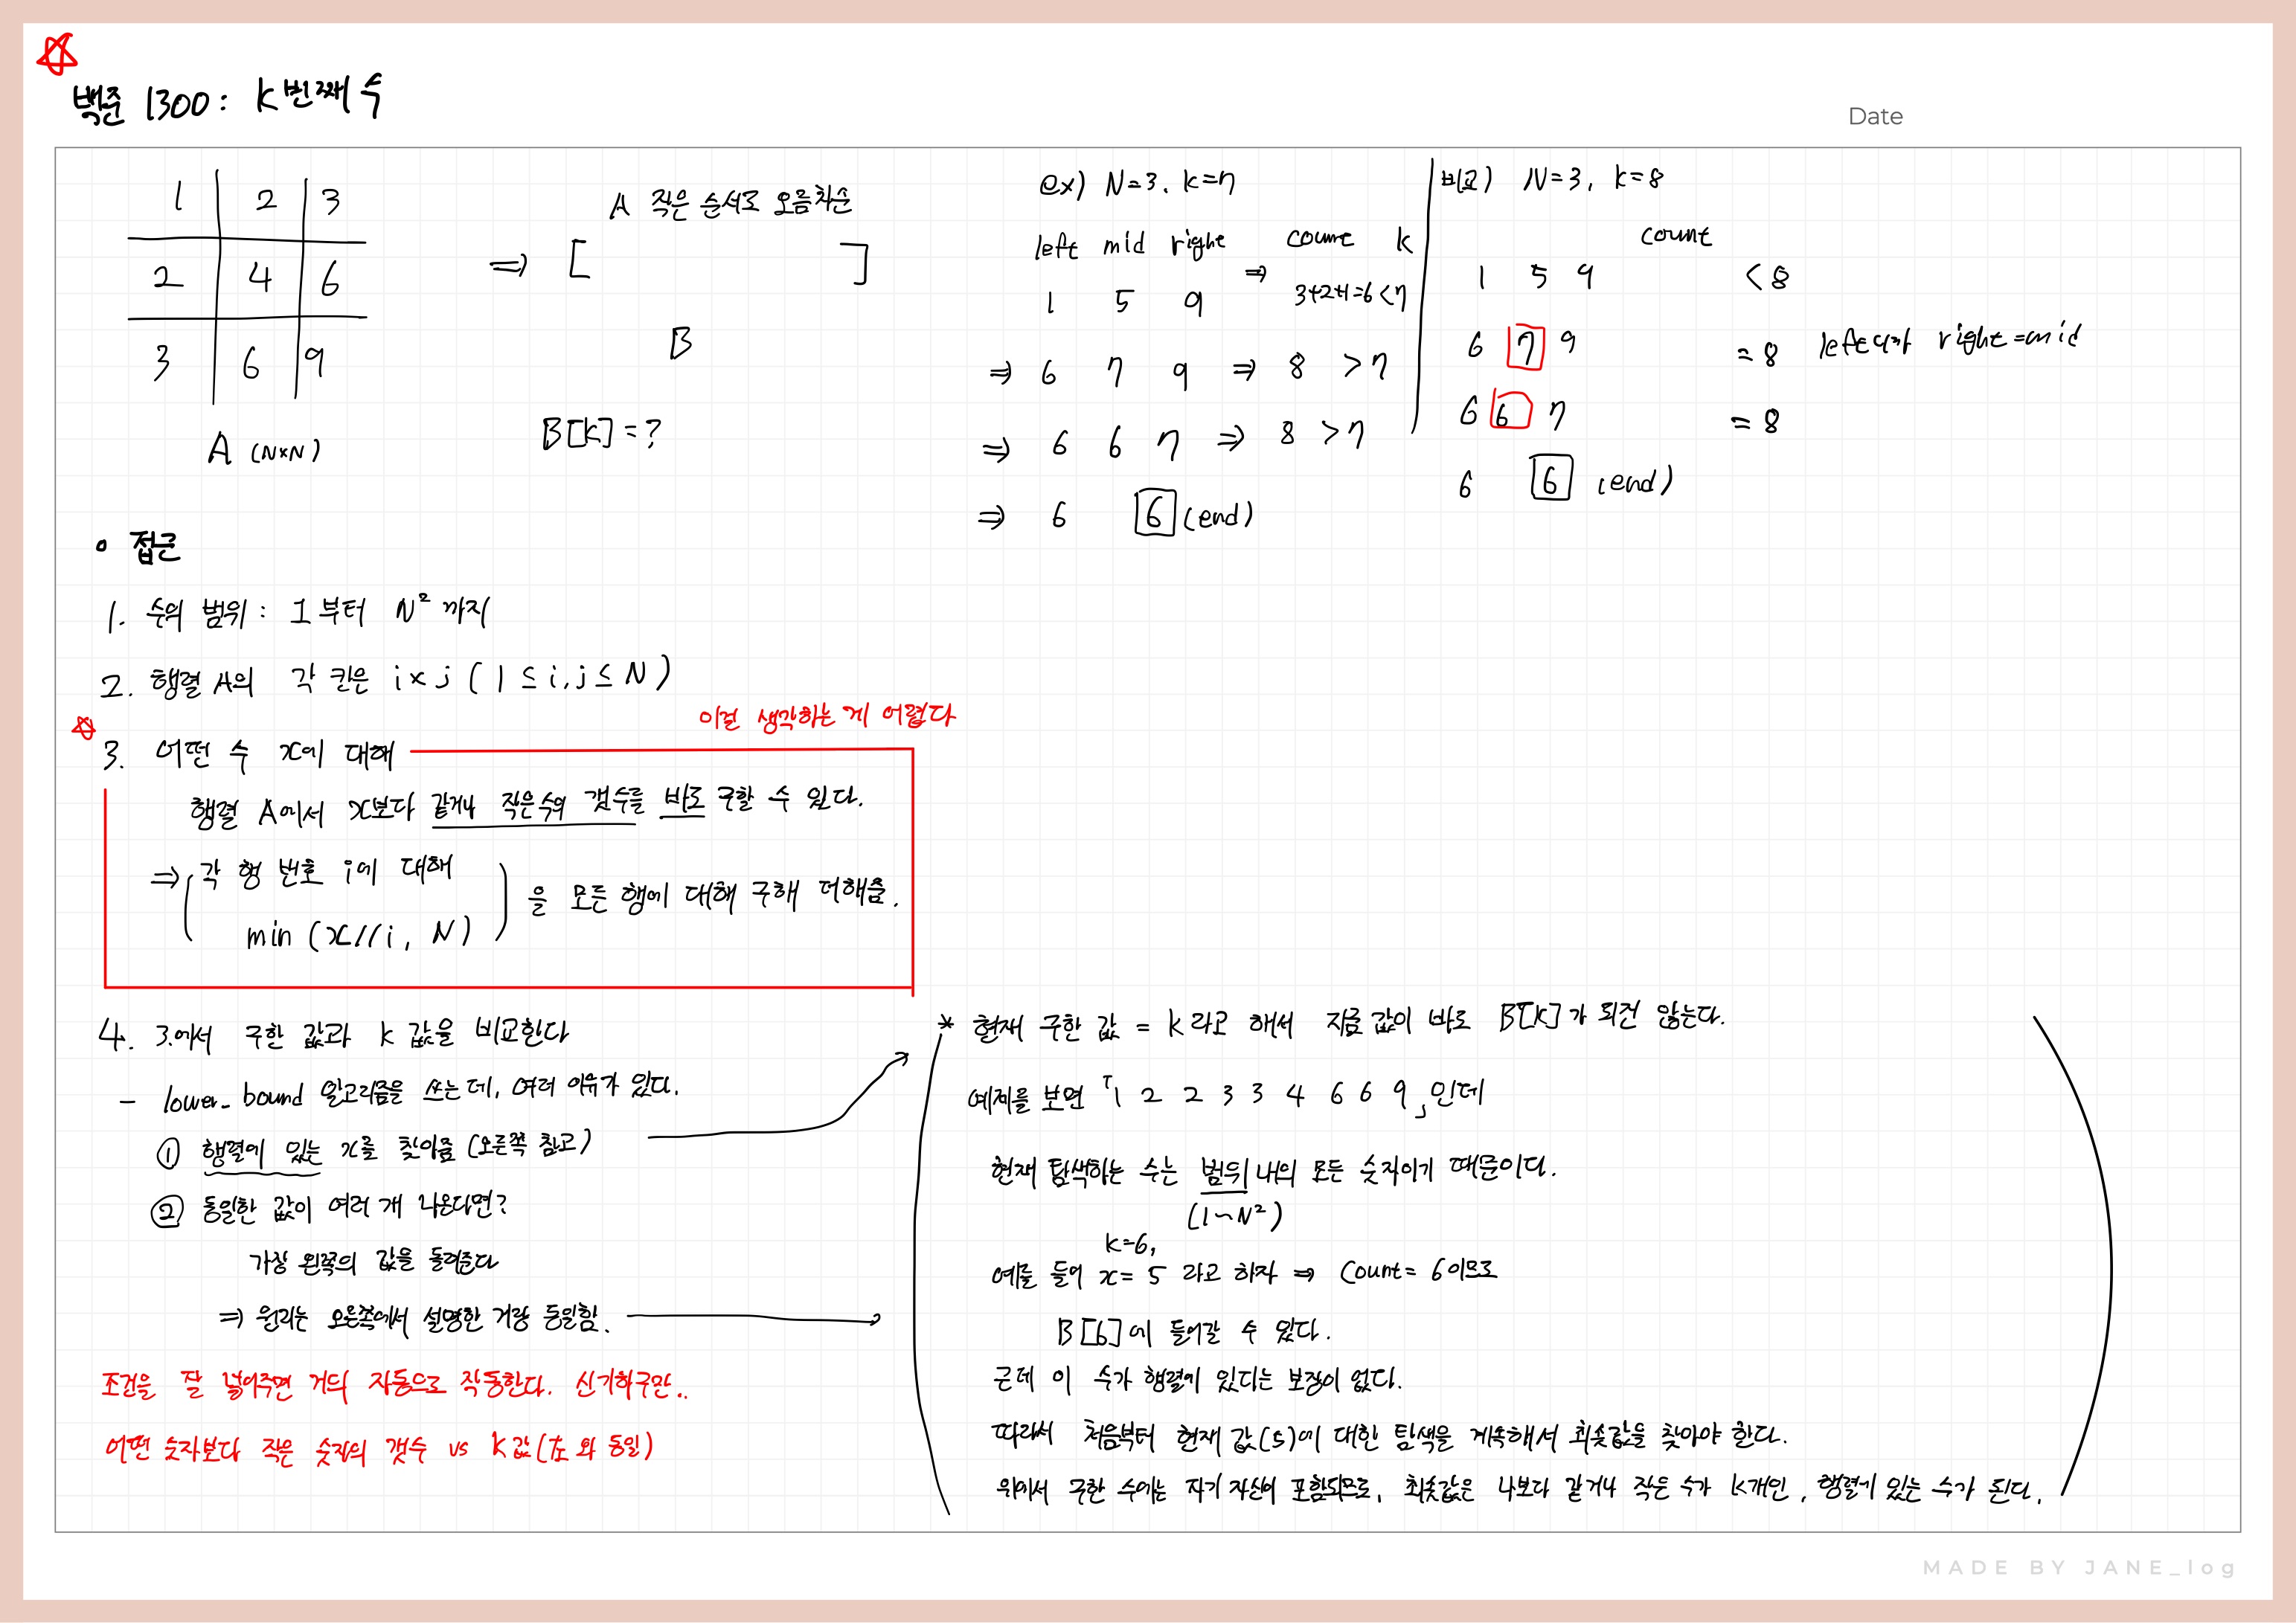 백준 1300: K번째 수
Date
1 2 3
2 4 6
3 6 9
A (N×N)
⇒ [ ]
A 작은 순서로 오름차순
B
B[K] = ?
ex) N=3. k=7
left mid right ⇒ count k
1 5 9 3+2+1=6<7
⇒ 6 7 9 ⇒ 8 >7
⇒ 6 6 7 ⇒ 8 >7
⇒ 6 6 (end)
비교) N=3, k=8
count
1 5 9 <8
6 7 9 =8 right=mid
6 6 7 =8
6 6 (end)
• 접근
1. 수의 범위: 1부터 N² 까지
2. 행렬 A의 각 칸은 i×j (1≤i,j≤N)
이걸 생각하는 게 어렵다
3. 어떤 수 x에 대해
행렬 A에서 x보다 같거나 작은수의 갯수를 바로 구할 수 있다.
⇒ (각 행 번호 i에 대해
min (x//i, N) ) 을 모든 행에 대해 구해 더해줌.
4. 3.에서 구한 값과 k 값을 비교한다
- lower_bound 알고리즘을 쓰는데, 여러 이유가 있다.
① 행렬에 있는 x를 찾아줌 (오른쪽 참고)
② 동일한 값이 여러 개 나온다면?
가장 왼쪽의 값을 돌려준다
⇒ 원리는 오른쪽에서 설명한 거랑 동일함.
조건을 잘 넣어주면 거의 자동으로 작동한다. 신기하구만..
어떤 숫자보다 작은 숫자의 갯수 vs K값(左와 동일)
* 현재 구한 값 = k라고 해서 지금 값이 바로 B[K]가 되진 않는다.
예제를 보면 「1 2 2 3 3 4 6 6 9」인데
현재 탐색하는 수는 범위 내의 모든 숫자이기 때문이다.
(1~N²)
k=6,
예를 들어 x= 5 라고 하자 ⇒ Count= 6이므로
B[6]에 들어갈 수 있다.
근데 이 수가 행렬에 있다는 보장이 없다.
따라서 처음부터 현재 값(5)에 대한 탐색을 계속해서 최솟값을 찾아야 한다.
위에서 구한 수에는 자기 자신이 포함되므로, 최솟값은 나보다 같거나 작은 수가 K개인, 행렬에 있는 수가 된다.
MADE BY JANE_log